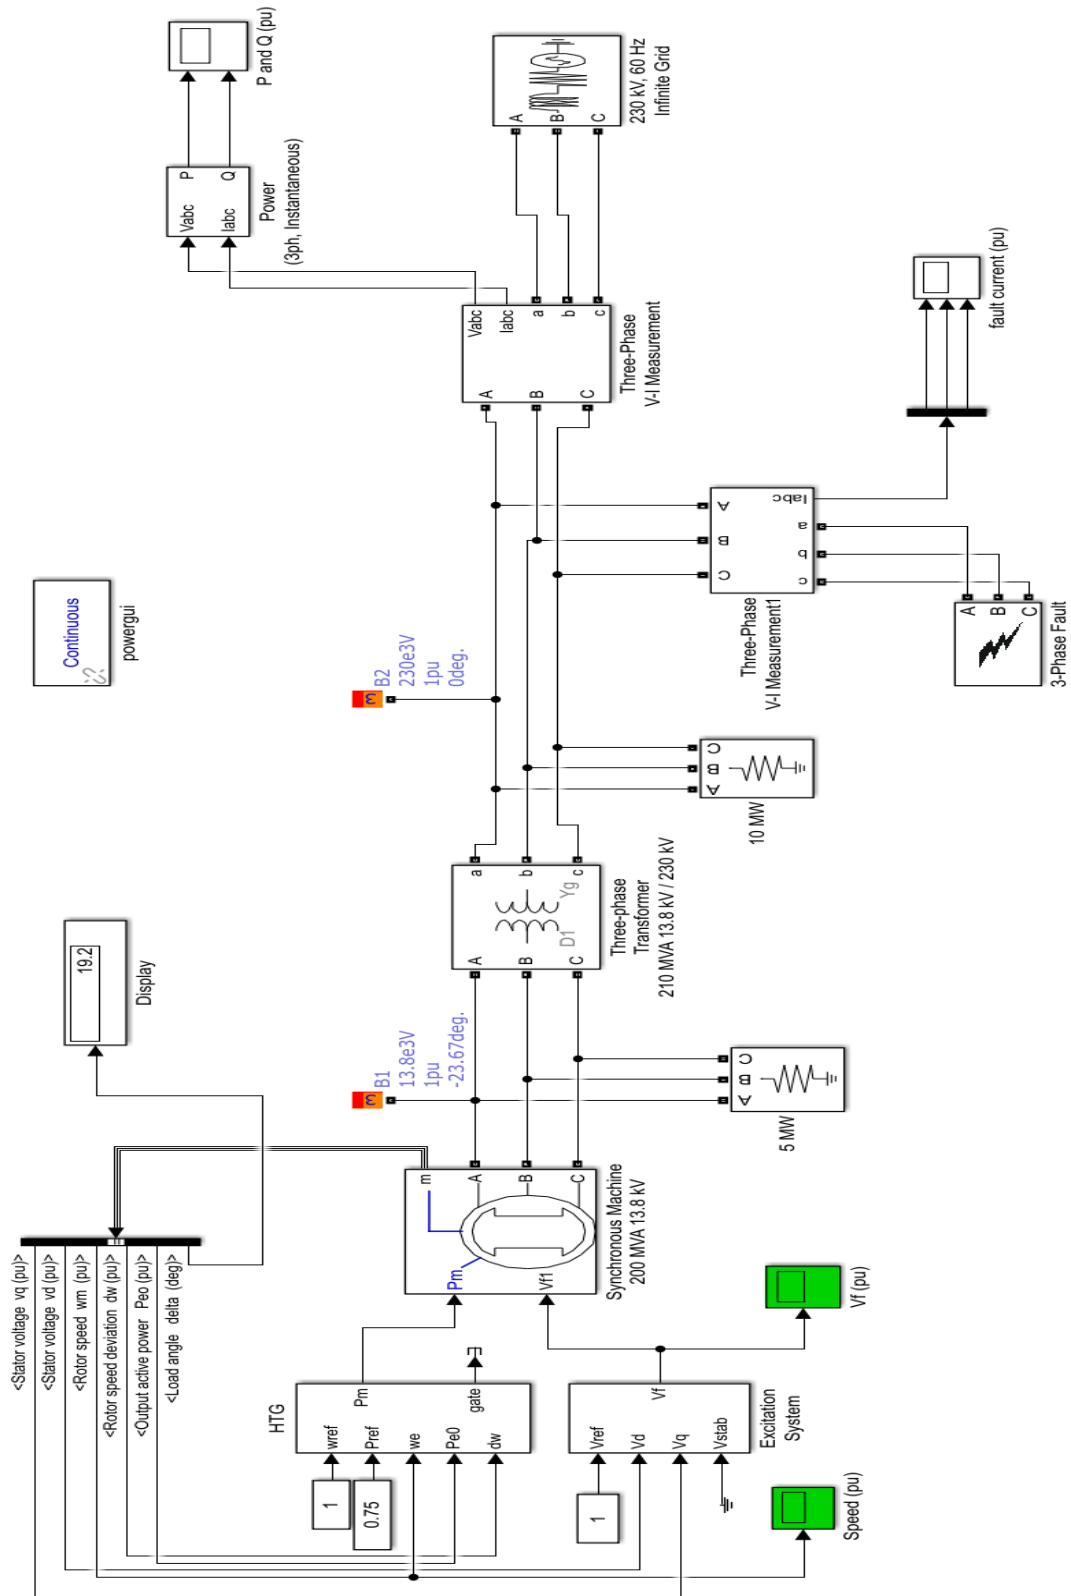 <Stator voltage vq (pu)>
<Stator voltage vd (pu)>
<Rotor speed wm (pu)>
<Rotor speed deviation dw (pu)>
<Output active power Peo (pu)>
<Load angle delta (deg)>
19.2
Display
Continuous
powergui
P and Q (pu)
Vabc
P
Iabc
Q
Power
(3ph, Instantaneous)
1
0.75
wref
Pref
we
Pe0
dw
Pm
gate
HTG
1
Vref
Vd
Vq
Vstab
Vf
Excitation
System
Speed (pu)
Vf (pu)
Pm
Vf1
m
A
B
C
Synchronous Machine
200 MVA 13.8 kV
B1
13.8e3V
1pu
-23.67deg.
A
B
C
5 MW
A
B
C
D1
Yg
a
b
c
Three-phase
Transformer
210 MVA 13.8 kV / 230 kV
A
B
C
10 MW
B2
230e3V
1pu
0deg.
A
B
C
Iabc
a
b
c
Three-Phase
V-I Measurement1
A
B
C
3-Phase Fault
fault current (pu)
A
B
C
Vabc
Iabc
a
b
c
Three-Phase
V-I Measurement
A
B
C
230 kV, 60 Hz
Infinite Grid